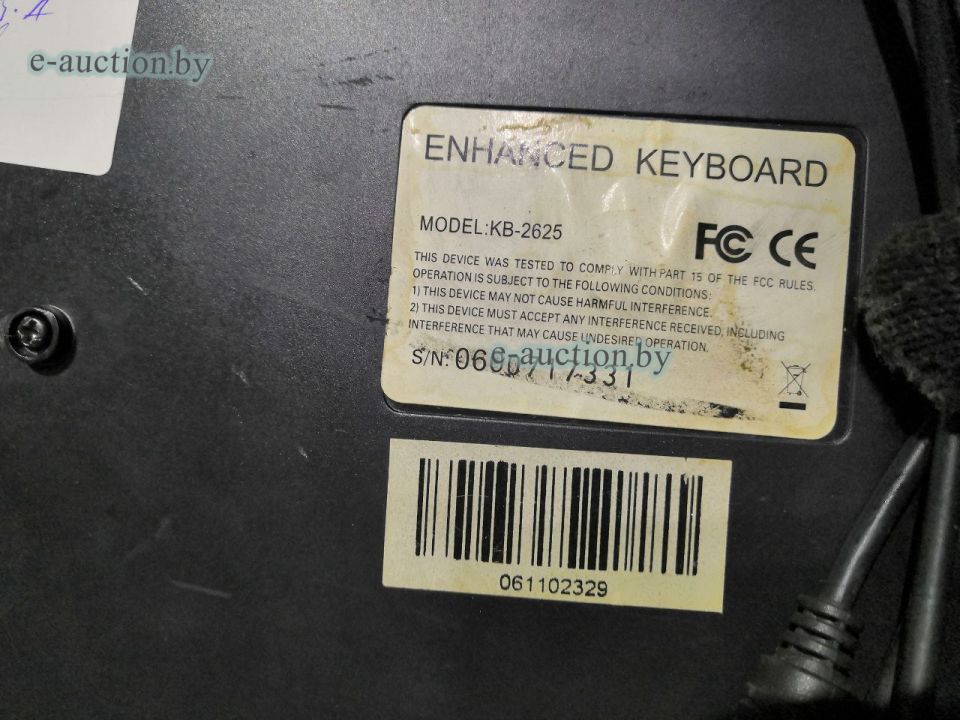 e-auction.by
ENHANCED KEYBOARD
MODEL:KB-2625
FC CE
THIS DEVICE WAS TESTED TO COMPLY WITH PART 15 OF THE FCC RULES.
OPERATION IS SUBJECT TO THE FOLLOWING CONDITIONS:
1) THIS DEVICE MAY NOT CAUSE HARMFUL INTERFERENCE.
2) THIS DEVICE MUST ACCEPT ANY INTERFERENCE RECEIVED, INCLUDING
INTERFERENCE THAT MAY CAUSE UNDESIRED OPERATION.
e-auction.by
S/N:
061102329